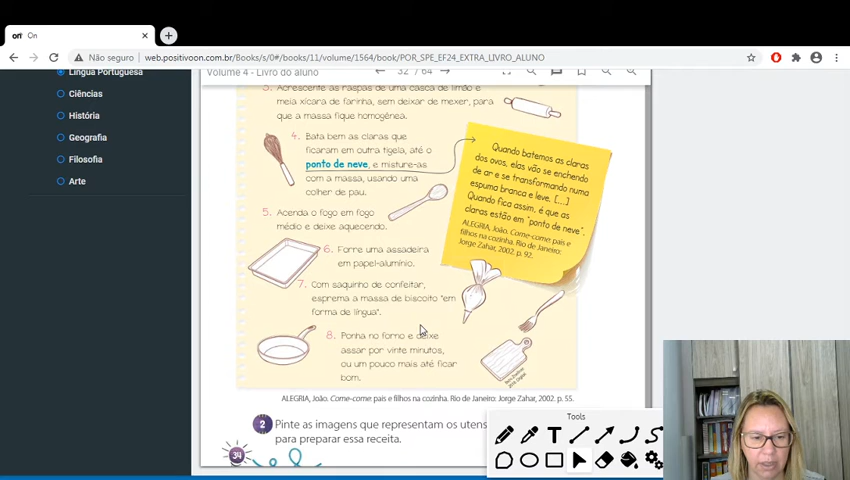 On
On
Não seguro | web.positivoon.com.br/Books/s/0#/books/11/volume/1564/book/POR_SPE_EF24_EXTRA_LIVRO_ALUNO
Língua Portuguesa
Ciências
História
Geografia
Filosofia
Arte
Volume 4 - Livro do aluno
32 / 64
3. Acrescente as raspas de uma casca de limão e
meia xícara de farinha, sem deixar de mexer, para
que a massa fique homogênea.
4. Bata bem as claras que
ficaram em outra tigela, até o
ponto de neve, e misture-as
com a massa, usando uma
colher de pau.
Quando batemos as claras
dos ovos, elas vão se enchendo
de ar e se transformando numa
espuma branca e leve. [...]
Quando fica assim, é que as
claras estão em "ponto de neve".
ALEGRIA, João. Come-come: pais e
filhos na cozinha. Rio de Janeiro:
Jorge Zahar, 2002. p. 92.
5. Acenda o fogo em fogo
médio e deixe aquecendo.
6. Forre uma assadeira
em papel-alumínio.
7. Com saquinho de confeitar,
esprema a massa de biscoito "em
forma de língua".
8. Ponha no forno e deixe
assar por vinte minutos,
ou um pouco mais até ficar
bom.
ALEGRIA, João. Come-come: pais e filhos na cozinha. Rio de Janeiro: Jorge Zahar, 2002. p. 55.
2 Pinte as imagens que representam os utens
para preparar essa receita.
34
Tools
T